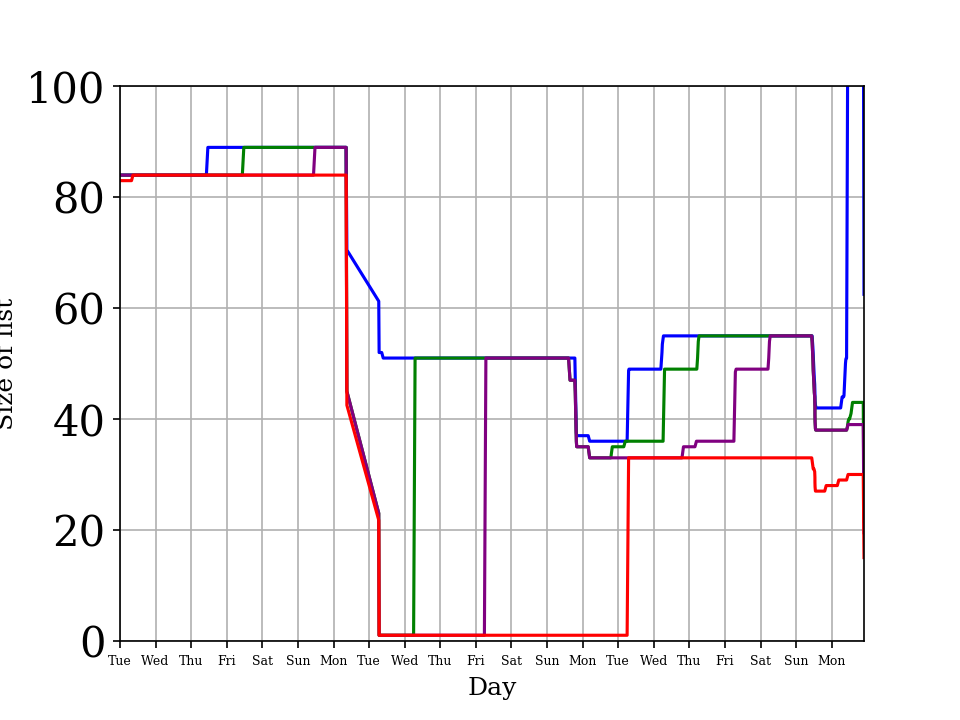 100
80
60
40
20
0
Size of list
Tue Wed Thu Fri Sat Sun Mon Tue Wed Thu Fri Sat Sun Mon Tue Wed Thu Fri Sat Sun Mon
Day